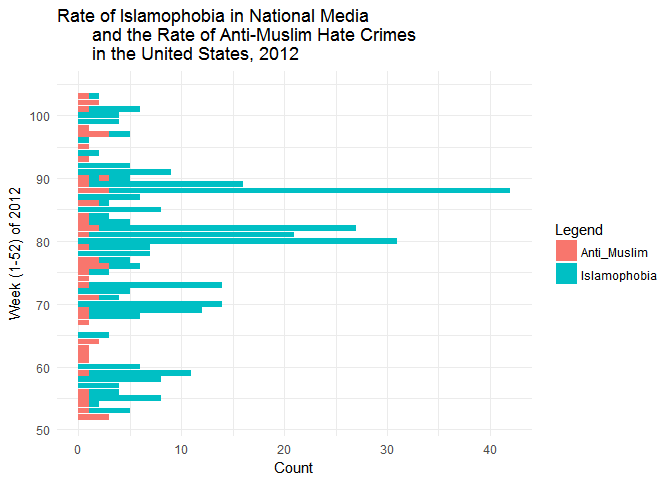 Rate of Islamophobia in National Media
and the Rate of Anti-Muslim Hate Crimes
in the United States, 2012
100
90
80
70
60
50
Week (1-52) of 2012
0 10 20 30 40
Count
Legend
Anti_Muslim
Islamophobia